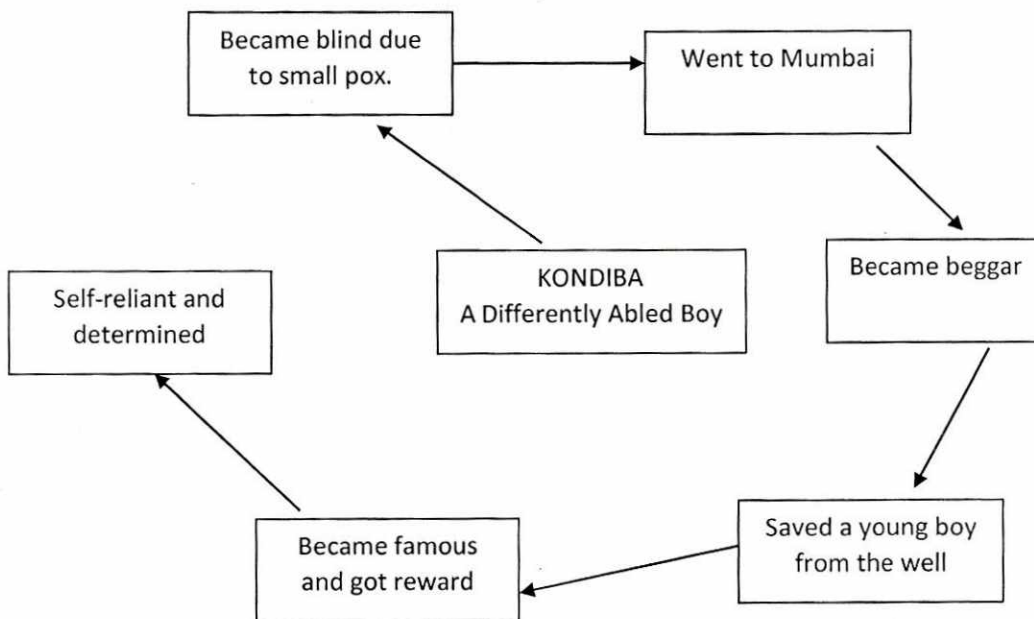 KONDIBA
A Differently Abled Boy
Became blind due
to small pox.
Went to Mumbai
Became beggar
Saved a young boy
from the well
Became famous
and got reward
Self-reliant and
determined